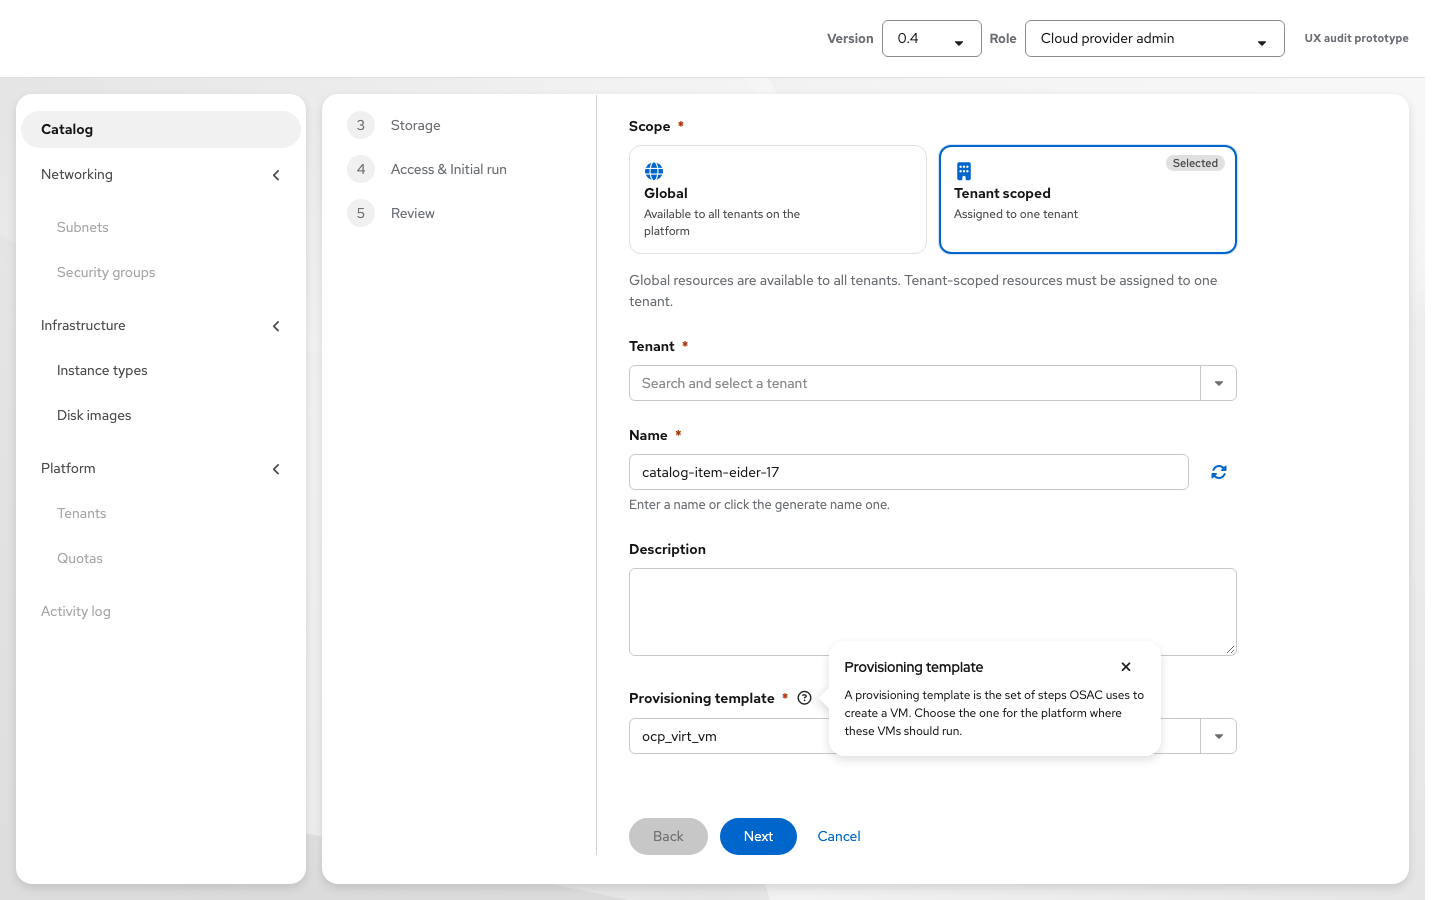 Version
0.4
Role
Cloud provider admin
UX audit prototype
Catalog
Networking
Subnets
Security groups
Infrastructure
Instance types
Disk images
Platform
Tenants
Quotas
Activity log
3 Storage
4 Access & Initial run
5 Review
Scope *
Global
Available to all tenants on the
platform
Selected
Tenant scoped
Assigned to one tenant
Global resources are available to all tenants. Tenant-scoped resources must be assigned to one
tenant.
Tenant *
Search and select a tenant
Name *
catalog-item-eider-17
Enter a name or click the generate name one.
Description
Provisioning template *
ocp_virt_vm
Provisioning template
A provisioning template is the set of steps OSAC uses to
create a VM. Choose the one for the platform where
these VMs should run.
Back
Next
Cancel